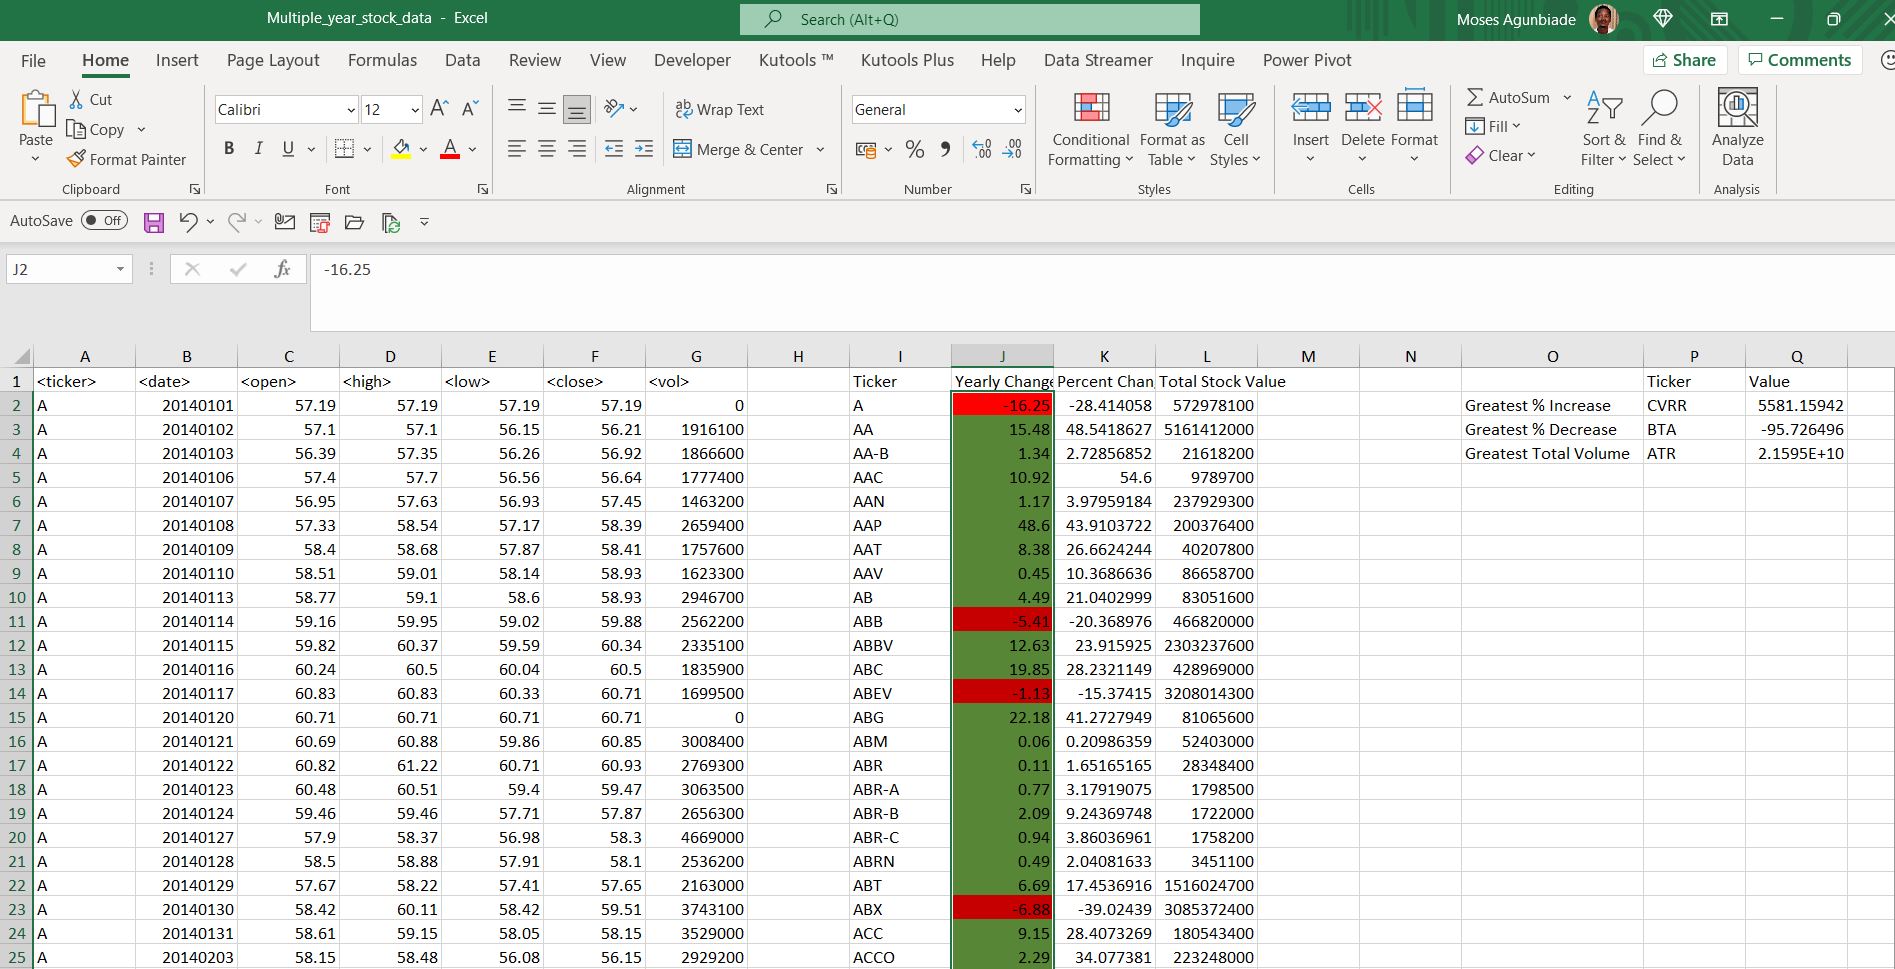 Multiple_year_stock_data - Excel
Search (Alt+Q)
Moses Agunbiade
File Home Insert Page Layout Formulas Data Review View Developer Kutools ™ Kutools Plus Help Data Streamer Inquire Power Pivot Share Comments
Paste
Cut
Copy
Format Painter
Clipboard
Calibri 12 A A
B I U A
Font
ab Wrap Text
Merge & Center
Alignment
General
% 9 .00 .00
Number
Conditional Formatting
Format as Table
Cell Styles
Styles
Insert Delete Format
Cells
AutoSum
Fill
Clear
Sort & Filter
Find & Select
Editing
Analyze Data
Analysis
AutoSave Off
J2 fx -16.25
A B C D E F G H I J K L M N O P Q
1 <ticker> <date> <open> <high> <low> <close> <vol> Ticker Yearly Change Percent Chan Total Stock Value Ticker Value
2 A 20140101 57.19 57.19 57.19 57.19 0 A -16.25 -28.414058 572978100 Greatest % Increase CVRR 5581.15942
3 A 20140102 57.1 57.1 56.15 56.21 1916100 AA 15.48 48.5418627 5161412000 Greatest % Decrease BTA -95.726496
4 A 20140103 56.39 57.35 56.26 56.92 1866600 AA-B 1.34 2.72856852 21618200 Greatest Total Volume ATR 2.1595E+10
5 A 20140106 57.4 57.7 56.56 56.64 1777400 AAC 10.92 54.6 9789700
6 A 20140107 56.95 57.63 56.93 57.45 1463200 AAN 1.17 3.97959184 237929300
7 A 20140108 57.33 58.54 57.17 58.39 2659400 AAP 48.6 43.9103722 200376400
8 A 20140109 58.4 58.68 57.87 58.41 1757600 AAT 8.38 26.6624244 40207800
9 A 20140110 58.51 59.01 58.14 58.93 1623300 AAV 0.45 10.3686636 86658700
10 A 20140113 58.77 59.1 58.6 58.93 2946700 AB 4.49 21.0402999 83051600
11 A 20140114 59.16 59.95 59.02 59.88 2562200 ABB -5.41 -20.368976 466820000
12 A 20140115 59.82 60.37 59.59 60.34 2335100 ABBV 12.63 23.915925 2303237600
13 A 20140116 60.24 60.5 60.04 60.5 1835900 ABC 19.85 28.2321149 428969000
14 A 20140117 60.83 60.83 60.33 60.71 1699500 ABEV -1.13 -15.37415 3208014300
15 A 20140120 60.71 60.71 60.71 60.71 0 ABG 22.18 41.2727949 81065600
16 A 20140121 60.69 60.88 59.86 60.85 3008400 ABM 0.06 0.20986359 52403000
17 A 20140122 60.82 61.22 60.71 60.93 2769300 ABR 0.11 1.65165165 28348400
18 A 20140123 60.48 60.51 59.4 59.47 3063500 ABR-A 0.77 3.17919075 1798500
19 A 20140124 59.46 59.46 57.71 57.87 2656300 ABR-B 2.09 9.24369748 1722000
20 A 20140127 57.9 58.37 56.98 58.3 4669000 ABR-C 0.94 3.86036961 1758200
21 A 20140128 58.5 58.88 57.91 58.1 2536200 ABRN 0.49 2.04081633 3451100
22 A 20140129 57.67 58.22 57.41 57.65 2163000 ABT 6.69 17.4536916 1516024700
23 A 20140130 58.42 60.11 58.42 59.51 3743100 ABX -6.88 -39.02439 3085372400
24 A 20140131 58.61 59.15 58.05 58.15 3529000 ACC 9.15 28.4073269 180543400
25 A 20140203 58.15 58.48 56.08 56.15 2929200 ACCO 2.29 34.077381 223248000